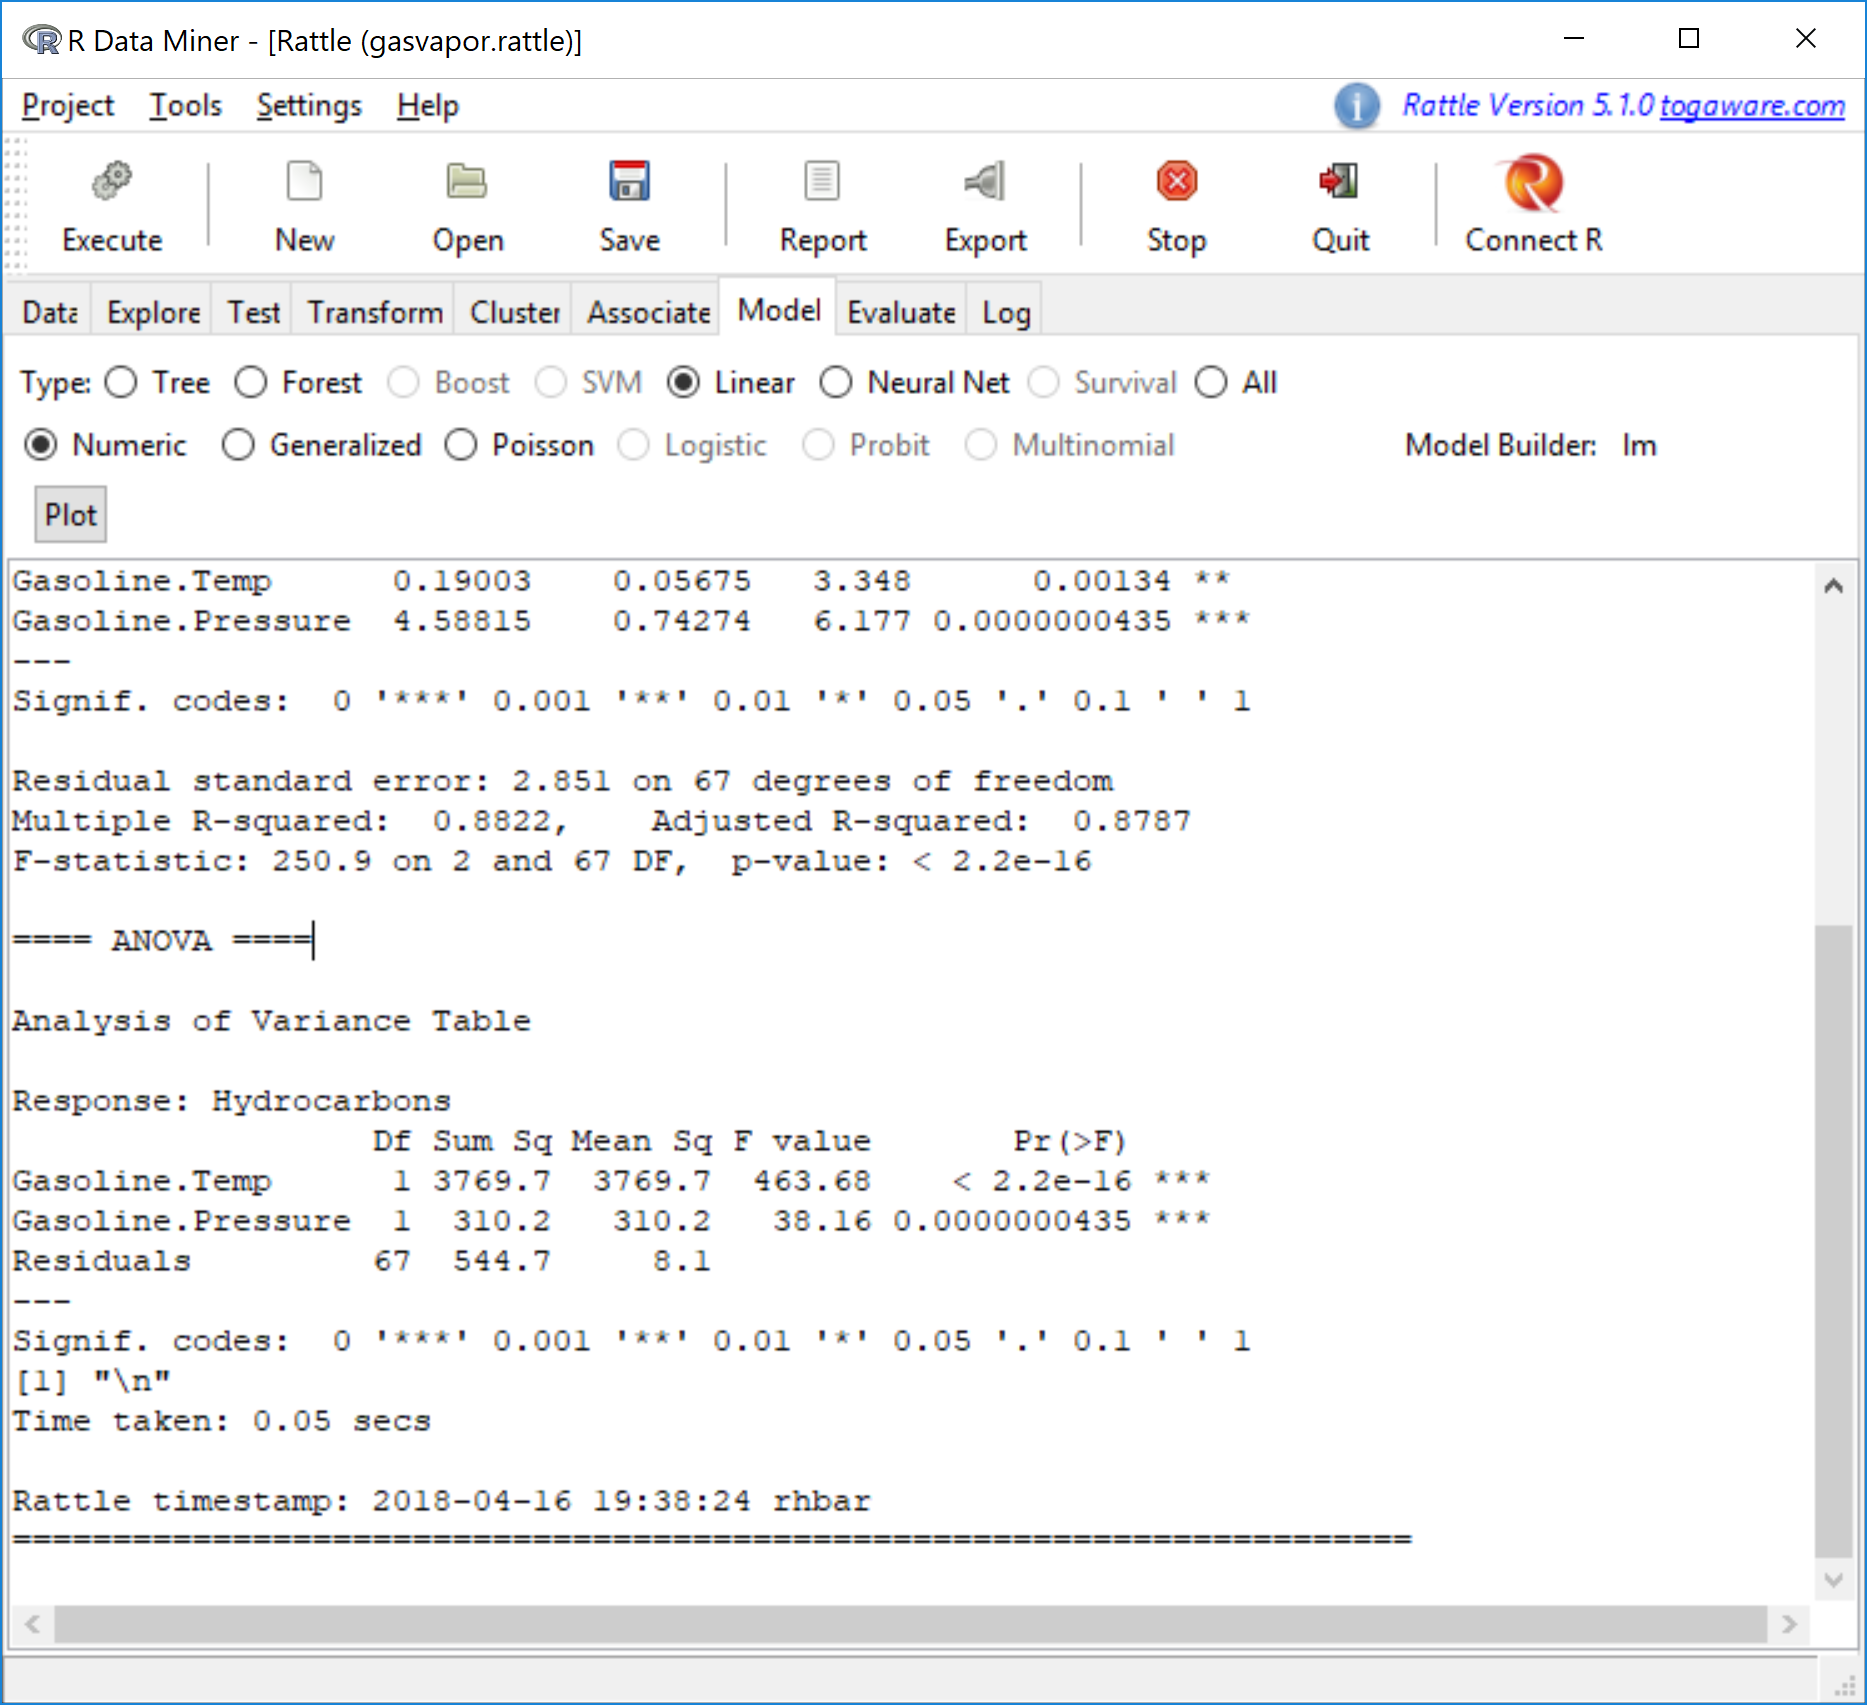 R Data Miner - [Rattle (gasvapor.rattle)]
Project Tools Settings Help Rattle Version 5.1.0 togaware.com
Execute New Open Save Report Export Stop Quit Connect R
Data Explore Test Transform Cluster Associate Model Evaluate Log
Type: Tree Forest Boost SVM Linear Neural Net Survival All
Numeric Generalized Poisson Logistic Probit Multinomial Model Builder: lm
Plot
Gasoline.Temp 0.19003 0.05675 3.348 0.00134 **
Gasoline.Pressure 4.58815 0.74274 6.177 0.0000000435 ***
---
Signif. codes: 0 '***' 0.001 '**' 0.01 '*' 0.05 '.' 0.1 ' ' 1
Residual standard error: 2.851 on 67 degrees of freedom
Multiple R-squared: 0.8822, Adjusted R-squared: 0.8787
F-statistic: 250.9 on 2 and 67 DF, p-value: < 2.2e-16
==== ANOVA ====
Analysis of Variance Table
Response: Hydrocarbons
Df Sum Sq Mean Sq F value Pr(>F)
Gasoline.Temp 1 3769.7 3769.7 463.68 < 2.2e-16 ***
Gasoline.Pressure 1 310.2 310.2 38.16 0.0000000435 ***
Residuals 67 544.7 8.1
---
Signif. codes: 0 '***' 0.001 '**' 0.01 '*' 0.05 '.' 0.1 ' ' 1
[1] "\n"
Time taken: 0.05 secs
Rattle timestamp: 2018-04-16 19:38:24 rhbar
======================================================================